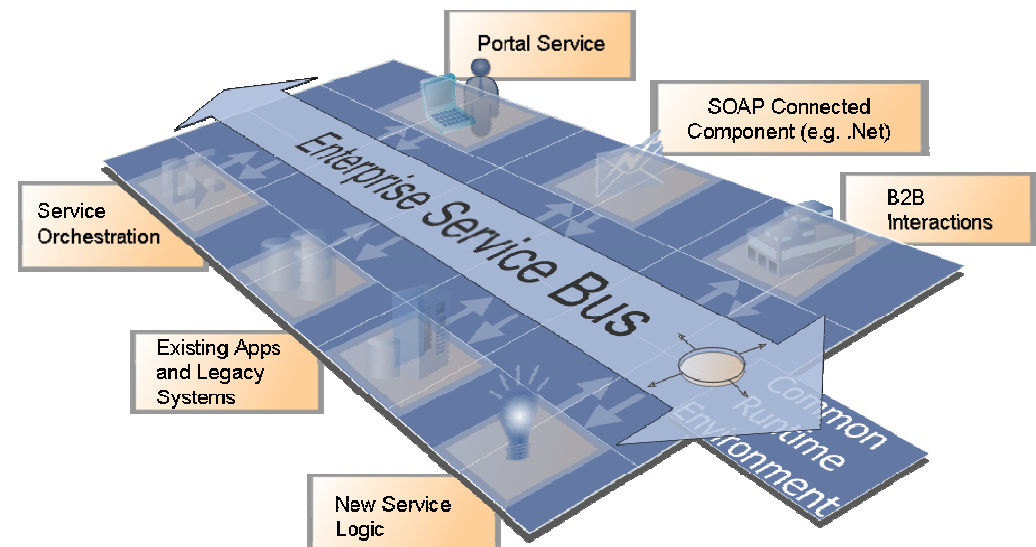 Portal Service
SOAP Connected
Component (e.g. .Net)
B2B
Interactions
Service
Orchestration
Enterprise Service Bus
Existing Apps
and Legacy
Systems
Common
Runtime
Environment
New Service
Logic